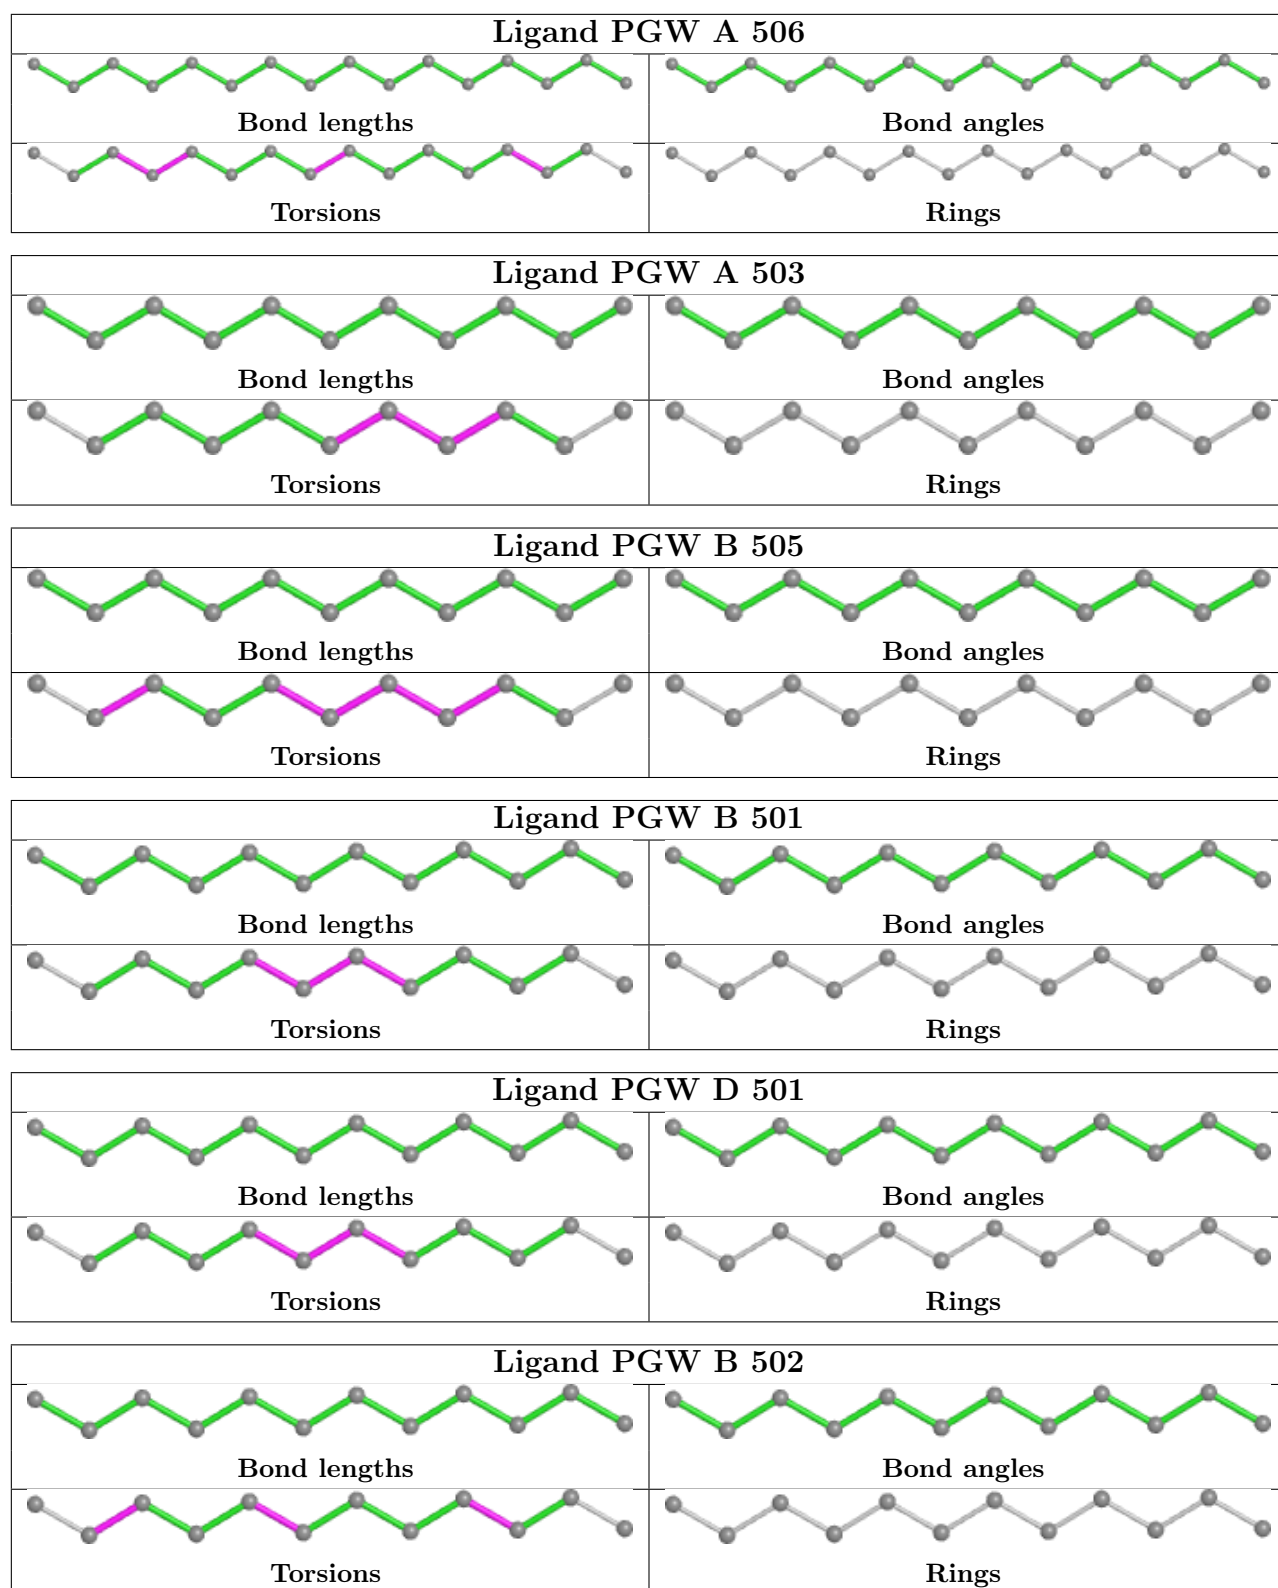 Ligand PGW A 506
Bond lengths
Bond angles
Torsions
Rings
Ligand PGW A 503
Bond lengths
Bond angles
Torsions
Rings
Ligand PGW B 505
Bond lengths
Bond angles
Torsions
Rings
Ligand PGW B 501
Bond lengths
Bond angles
Torsions
Rings
Ligand PGW D 501
Bond lengths
Bond angles
Torsions
Rings
Ligand PGW B 502
Bond lengths
Bond angles
Torsions
Rings